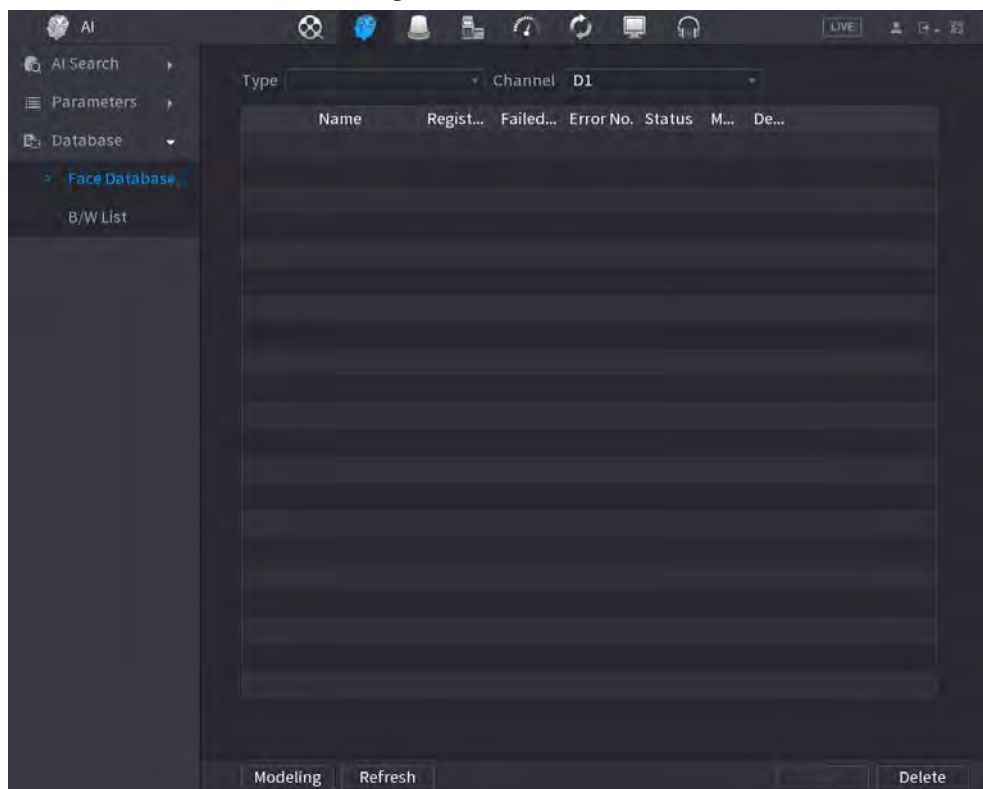 AI LIVE
AI Search
Type Channel D1
Parameters
Name Regist... Failed... Error No. Status M... De...
Database
Face Database...
B/W List
Modeling Refresh Delete